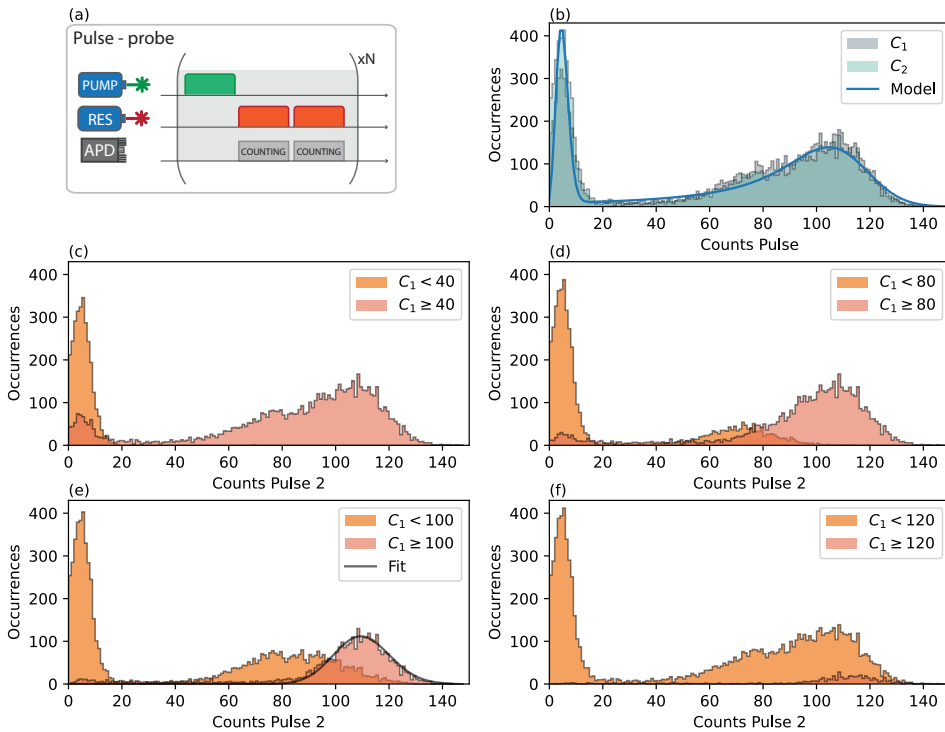 (a)
Pulse - probe
xN
PUMP
RES
APD
COUNTING COUNTING
(b)
400
300
200
100
0
Occurrences
C₁
C₂
Model
0 20 40 60 80 100 120 140
Counts Pulse
(c)
400
300
200
100
0
Occurrences
C₁ < 40
C₁ ≥ 40
0 20 40 60 80 100 120 140
Counts Pulse 2
(d)
400
300
200
100
0
Occurrences
C₁ < 80
C₁ ≥ 80
0 20 40 60 80 100 120 140
Counts Pulse 2
(e)
400
300
200
100
0
Occurrences
C₁ < 100
C₁ ≥ 100
Fit
0 20 40 60 80 100 120 140
Counts Pulse 2
(f)
400
300
200
100
0
Occurrences
C₁ < 120
C₁ ≥ 120
0 20 40 60 80 100 120 140
Counts Pulse 2